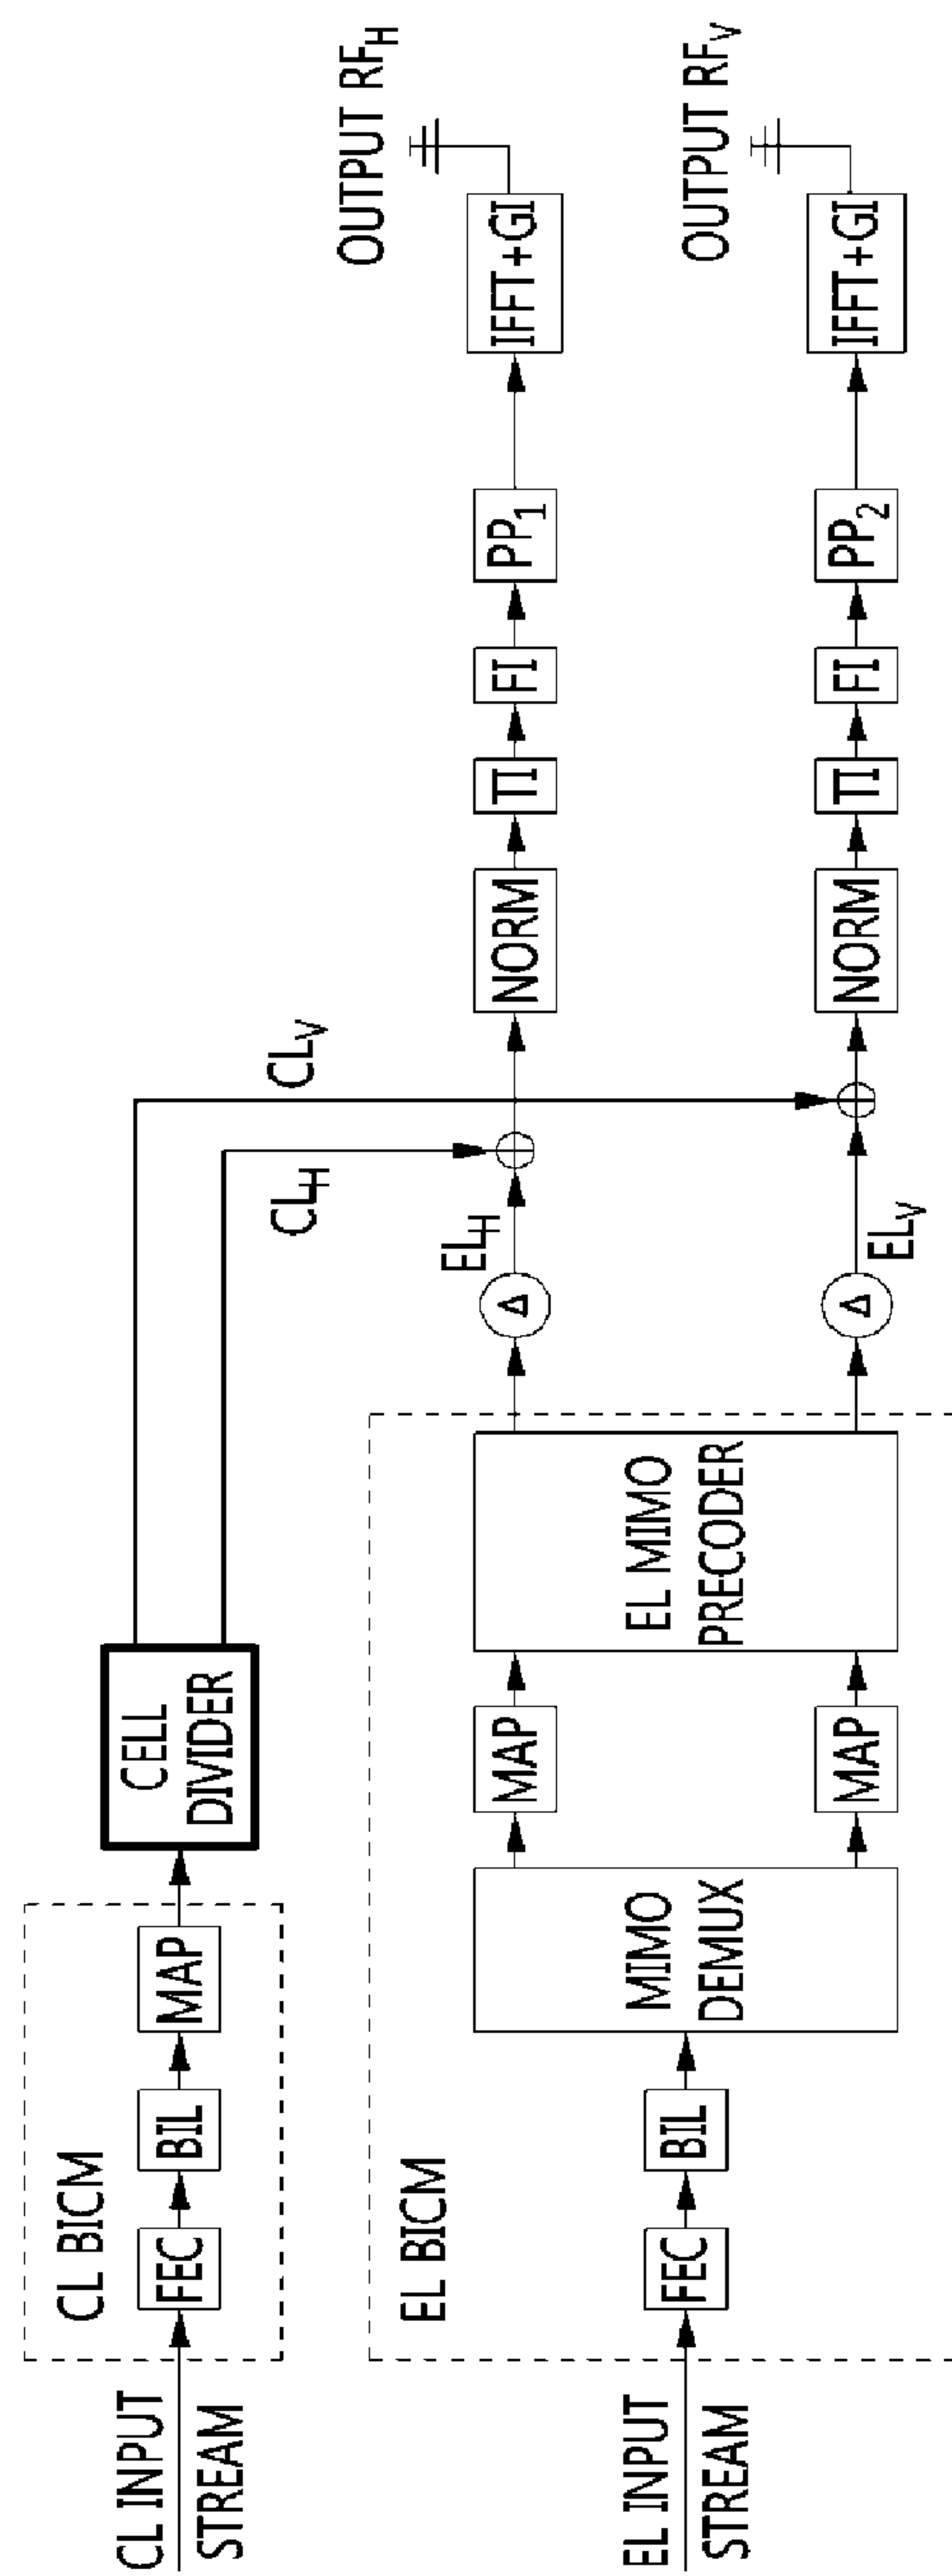 CL INPUT
STREAM
CL BICM
FEC
BIL
MAP
CELL
DIVIDER
CL_V
CL_H
EL INPUT
STREAM
EL BICM
FEC
BIL
MIMO
DEMUX
MAP
MAP
EL MIMO
PRECODER
Δ
EL_H
NORM
TI
FI
PP_1
IFFT+GI
OUTPUT RF_H
Δ
EL_V
NORM
TI
FI
PP_2
IFFT+GI
OUTPUT RF_V